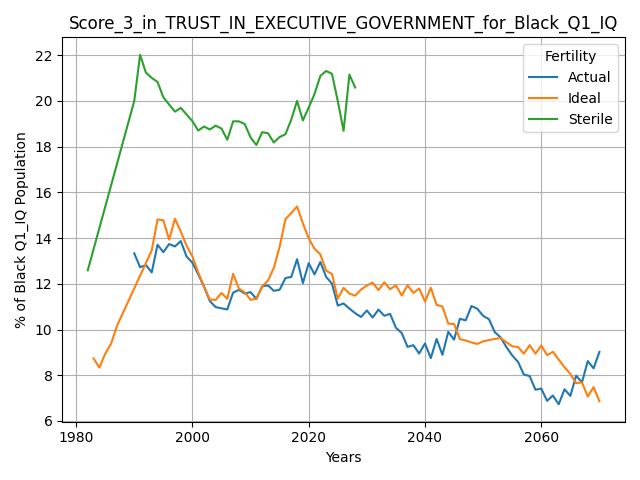 Score_3_in_TRUST_IN_EXECUTIVE_GOVERNMENT_for_Black_Q1_IQ
% of Black Q1_IQ Population
22
20
18
16
14
12
10
8
6
1980
2000
2020
2040
2060
Years
Fertility
Actual
Ideal
Sterile